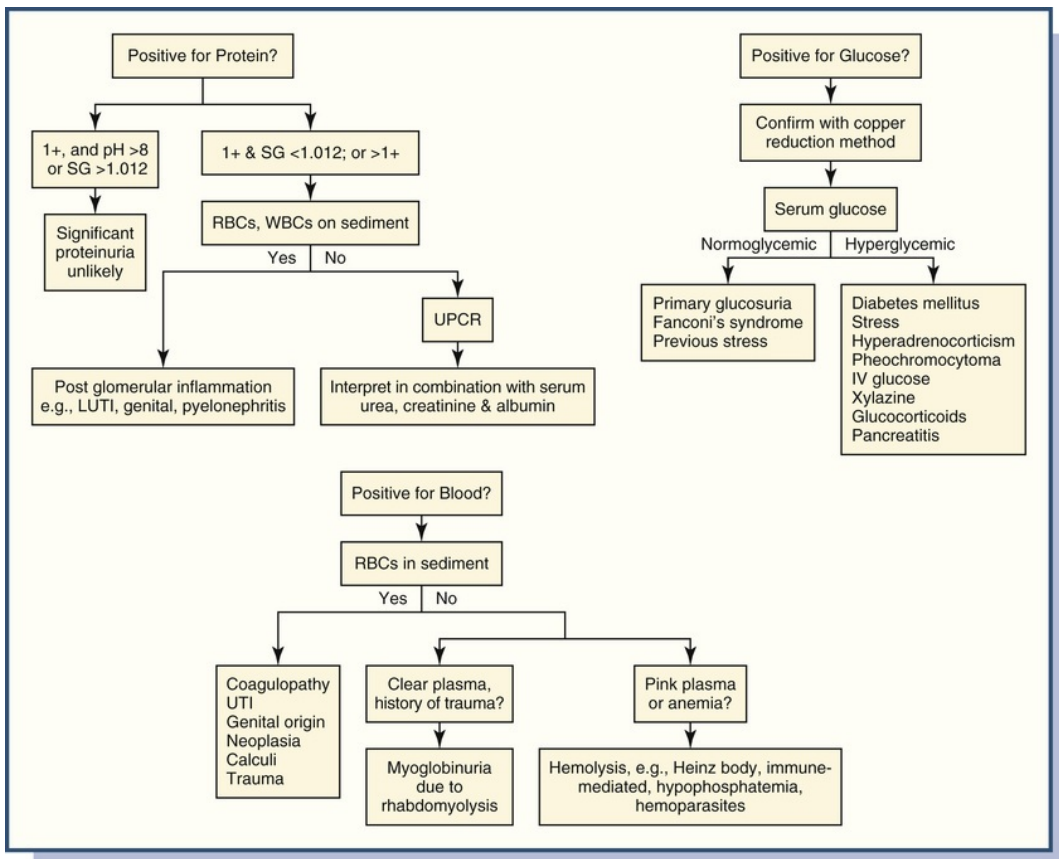 Positive for Protein?
1+, and pH >8
or SG >1.012
Significant
proteinuria
unlikely
1+ & SG <1.012; or >1+
RBCs, WBCs on sediment
Yes
No
Post glomerular inflammation
e.g., LUTI, genital, pyelonephritis
UPCR
Interpret in combination with serum
urea, creatinine & albumin
Positive for Glucose?
Confirm with copper
reduction method
Serum glucose
Normoglycemic
Hyperglycemic
Primary glucosuria
Fanconi's syndrome
Previous stress
Diabetes mellitus
Stress
Hyperadrenocorticism
Pheochromocytoma
IV glucose
Xylazine
Glucocorticoids
Pancreatitis
Positive for Blood?
RBCs in sediment
Yes
No
Coagulopathy
UTI
Genital origin
Neoplasia
Calculi
Trauma
Clear plasma,
history of trauma?
Myoglobinuria
due to
rhabdomyolysis
Pink plasma
or anemia?
Hemolysis, e.g., Heinz body, immune-
mediated, hypophosphatemia,
hemoparasites